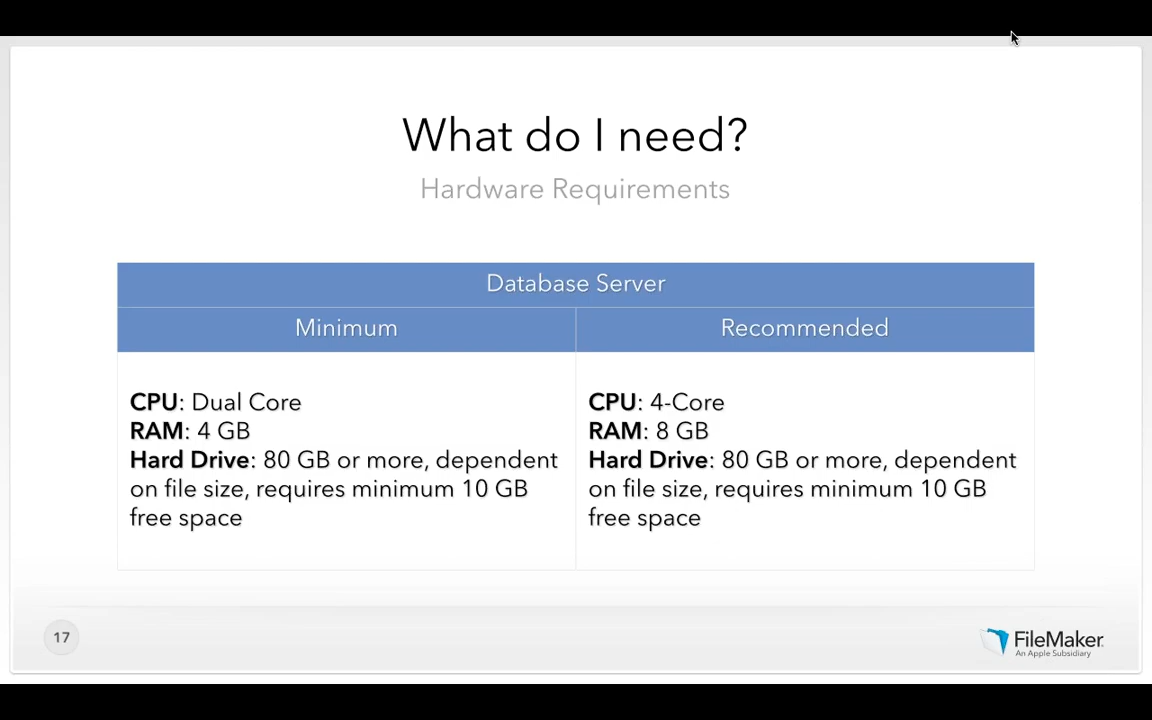 What do I need?
Hardware Requirements
Database Server
Minimum
Recommended
CPU: Dual Core
RAM: 4 GB
Hard Drive: 80 GB or more, dependent
on file size, requires minimum 10 GB
free space
CPU: 4-Core
RAM: 8 GB
Hard Drive: 80 GB or more, dependent
on file size, requires minimum 10 GB
free space
17
FileMaker
An Apple Subsidiary